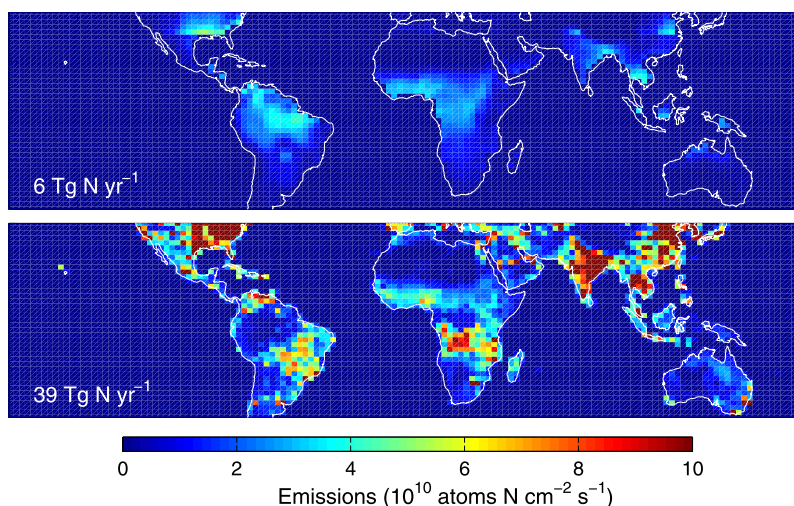 6 Tg N yr⁻¹
39 Tg N yr⁻¹
0 2 4 6 8 10
Emissions (10¹⁰ atoms N cm⁻² s⁻¹)